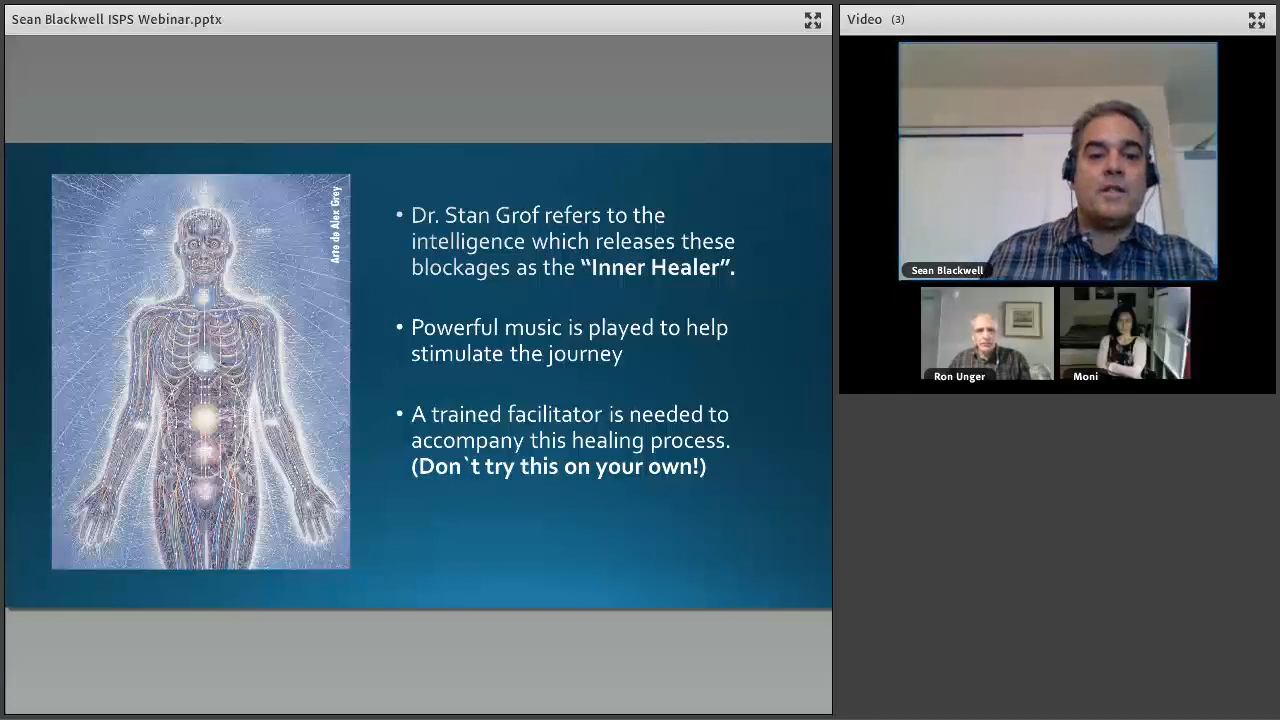 Sean Blackwell ISPS Webinar.pptx
Video (3)
Arte de Alex Grey
• Dr. Stan Grof refers to the
intelligence which releases these
blockages as the “Inner Healer”.
• Powerful music is played to help
stimulate the journey
• A trained facilitator is needed to
accompany this healing process.
(Don`t try this on your own!)
Sean Blackwell
Ron Unger
Moni